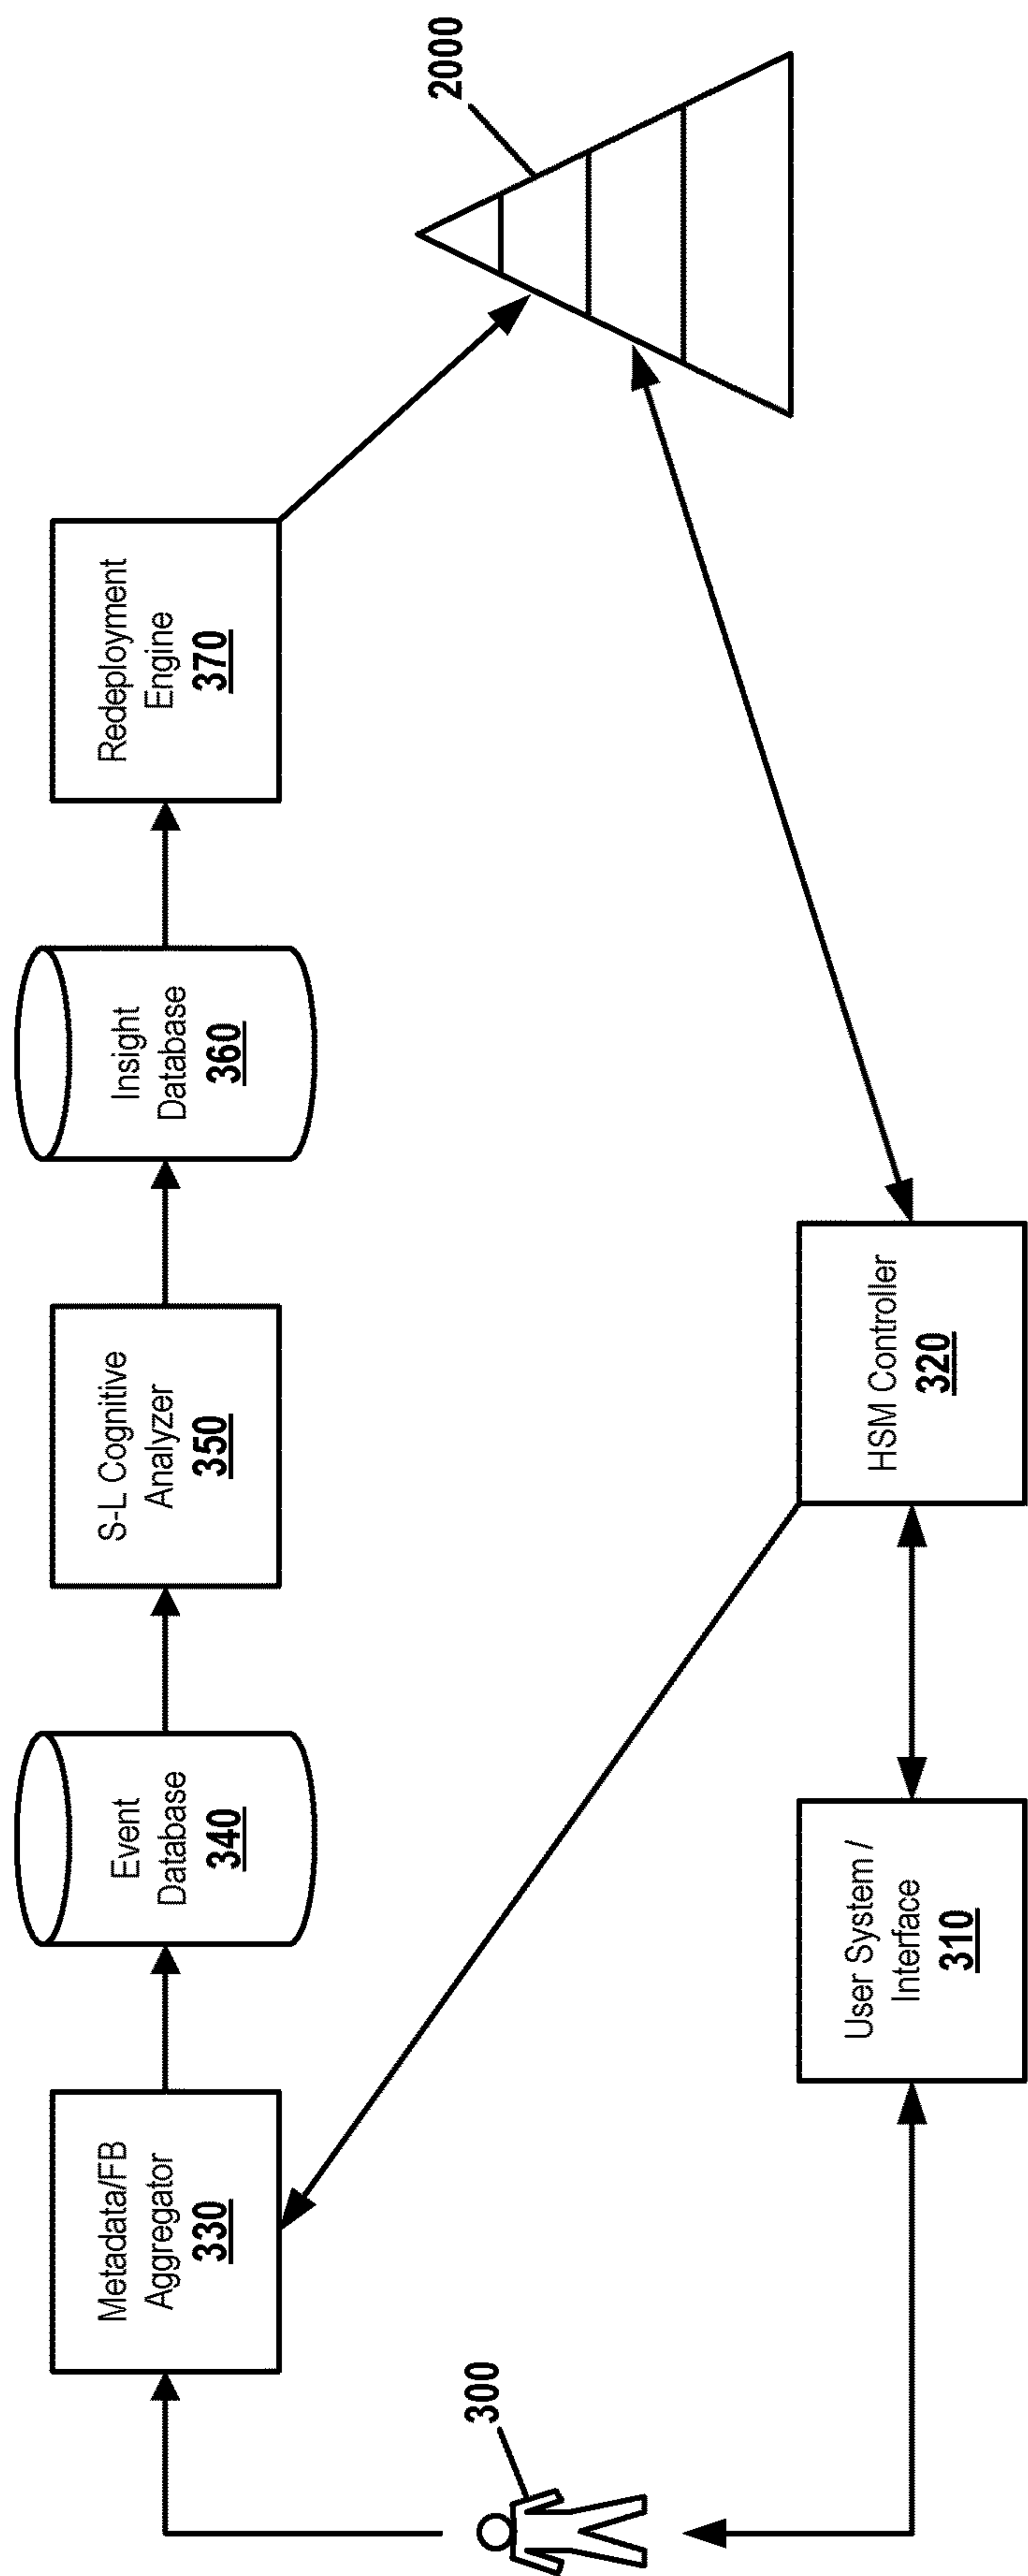 Metadata/FB
Aggregator
330
Event
Database
340
S-L Cognitive
Analyzer
350
Insight
Database
360
Redeployment
Engine
370
2000
300
User System /
Interface
310
HSM Controller
320